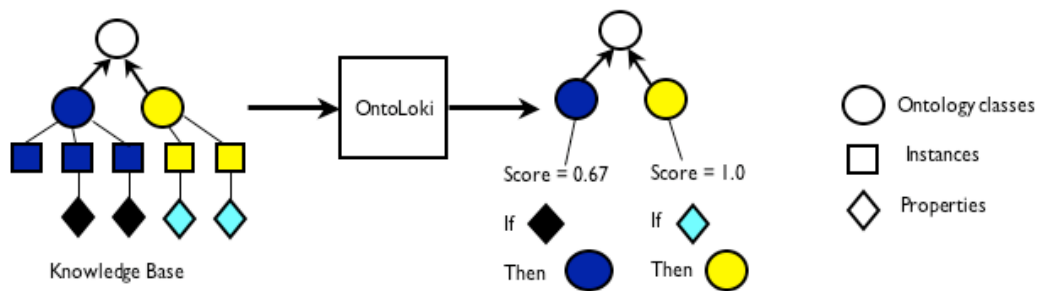 OntoLoki
Ontology classes
Instances
Properties
Score = 0.67 Score = 1.0
If If
Then Then
Knowledge Base